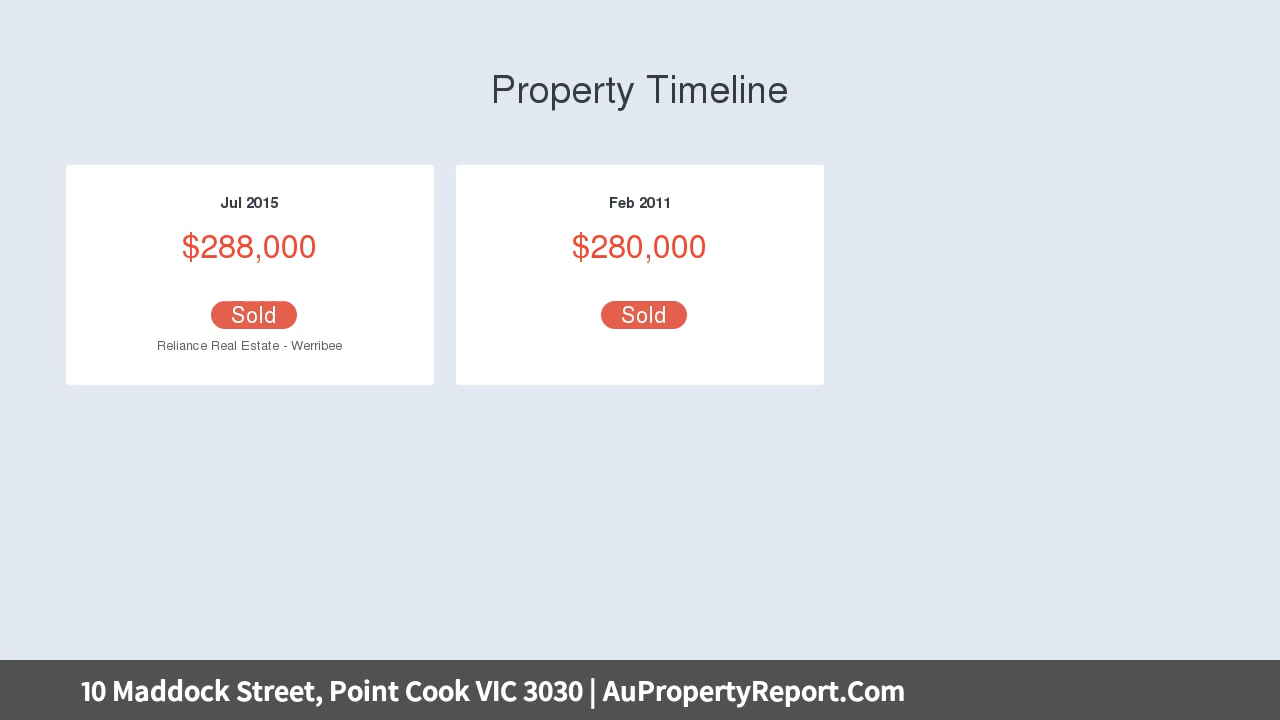 Property Timeline
Jul 2015
$288,000
Sold
Reliance Real Estate - Werribee
Feb 2011
$280,000
Sold
10 Maddock Street, Point Cook VIC 3030 | AuPropertyReport.Com